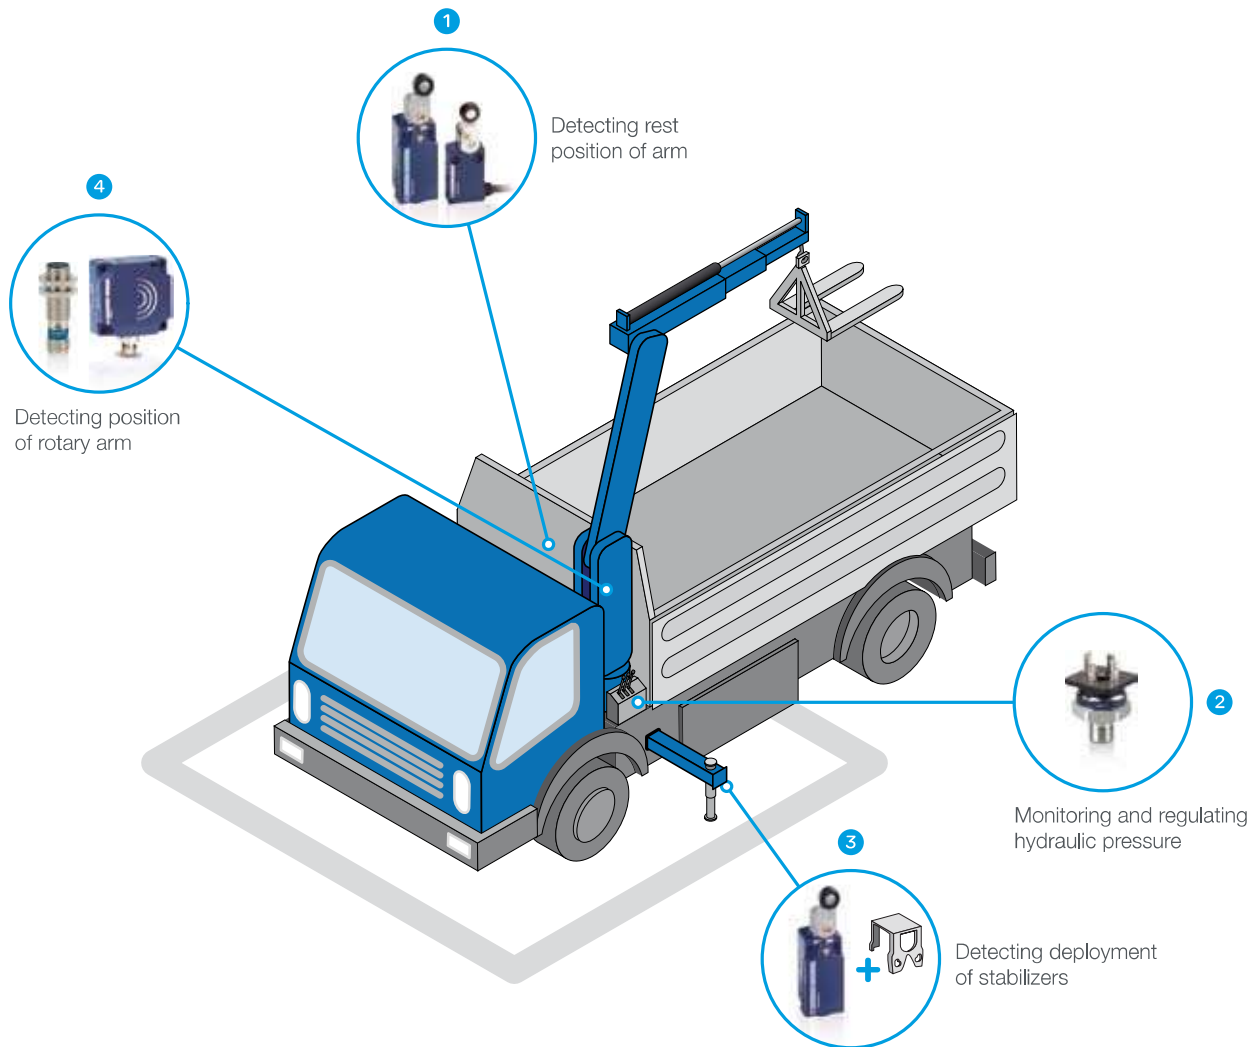 1
Detecting rest
position of arm
4
Detecting position
of rotary arm
2
Monitoring and regulating
hydraulic pressure
3
Detecting deployment
of stabilizers